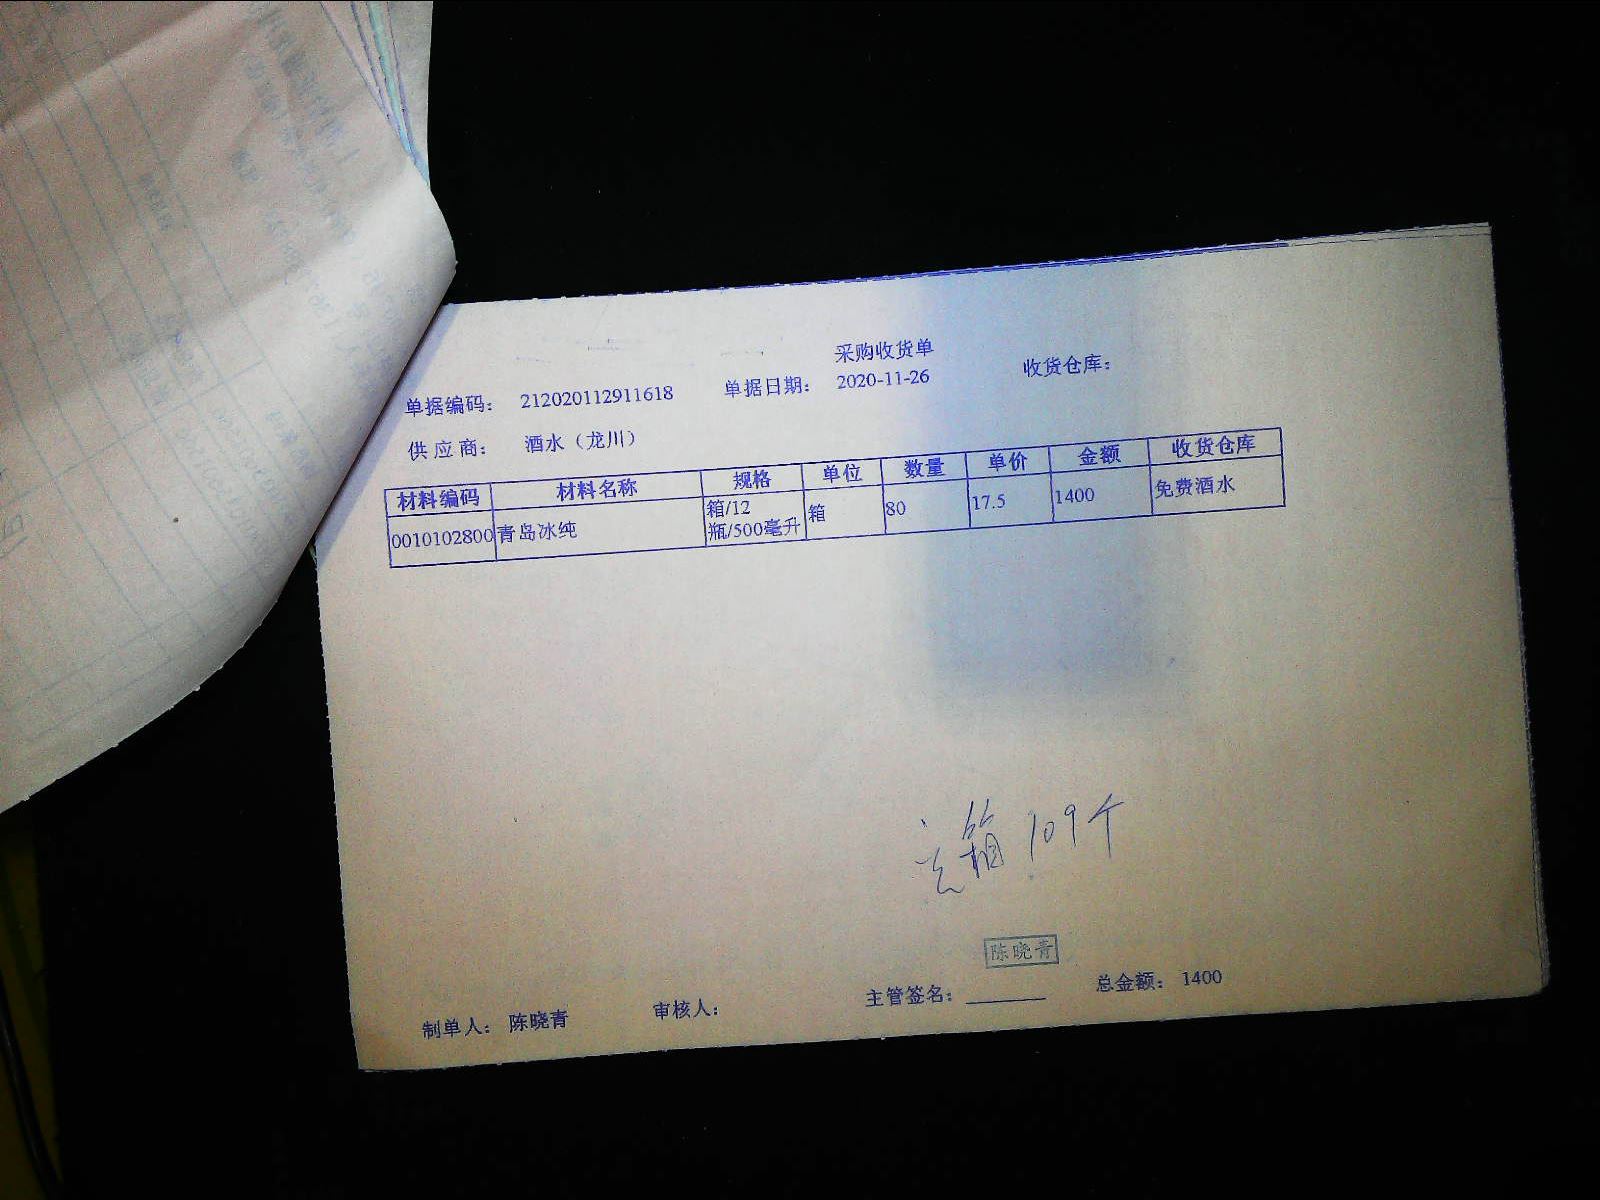 采购收货单
单据编码： 212020112911618 单据日期： 2020-11-26 收货仓库：
供应商： 酒水（龙川）
材料编码 材料名称 规格 单位 数量 单价 金额 收货仓库
0010102800 青岛冰纯 箱/12瓶/500毫升 箱 80 17.5 1400 免费酒水
箱 109个
陈晓青
制单人： 陈晓青 审核人： 主管签名：______ 总金额： 1400